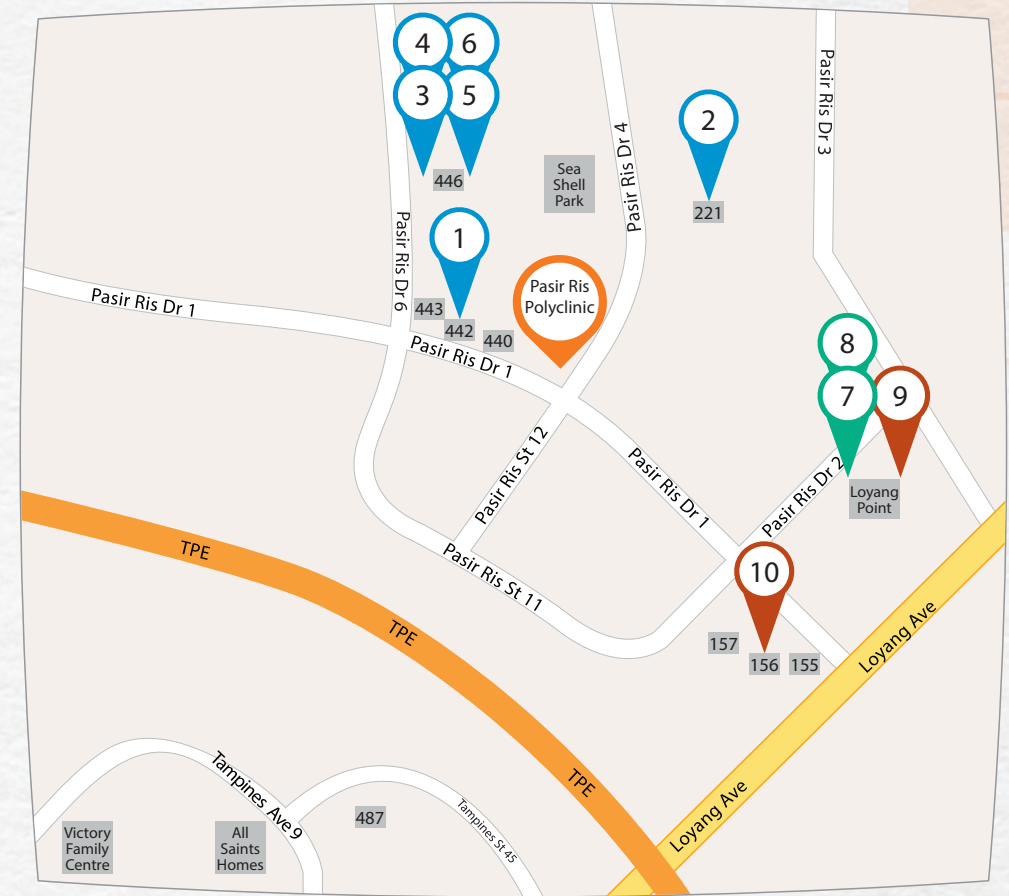 4
6
3
5
2
446
Sea
Shell
Park
221
Pasir Ris Dr 3
Pasir Ris Dr 4
Pasir Ris Dr 6
1
Pasir Ris
Polyclinic
Pasir Ris Dr 1
443
442
440
Pasir Ris Dr 1
8
7
9
Pasir Ris St 12
Pasir Ris Dr 1
Pasir Ris Dr 2
Loyang
Point
TPE
Pasir Ris St 11
10
TPE
157
156
155
Loyang Ave
Tampines Ave 9
TPE
Loyang Ave
487
Tampines St 45
Victory
Family
Centre
All
Saints
Homes